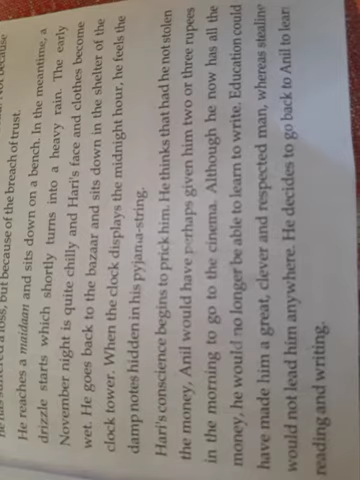 but because of the breach of trust.
He reaches a maidaan and sits down on a bench. In the meantime, a
drizzle starts which shortly turns into a heavy rain. The early
November night is quite chilly and Hari's face and clothes become
wet. He goes back to the bazaar and sits down in the shelter of the
clock tower. When the clock displays the midnight hour, he feels the
damp notes hidden in his pyjama-string.
Hari's conscience begins to prick him. He thinks that had he not stolen
the money, Anil would have perhaps given him two or three rupees
in the morning to go to the cinema. Although he now has all the
money, he would no longer be able to learn to write. Education could
have made him a great, clever and respected man, whereas stealing
would not lead him anywhere. He decides to go back to Anil to learn
reading and writing.